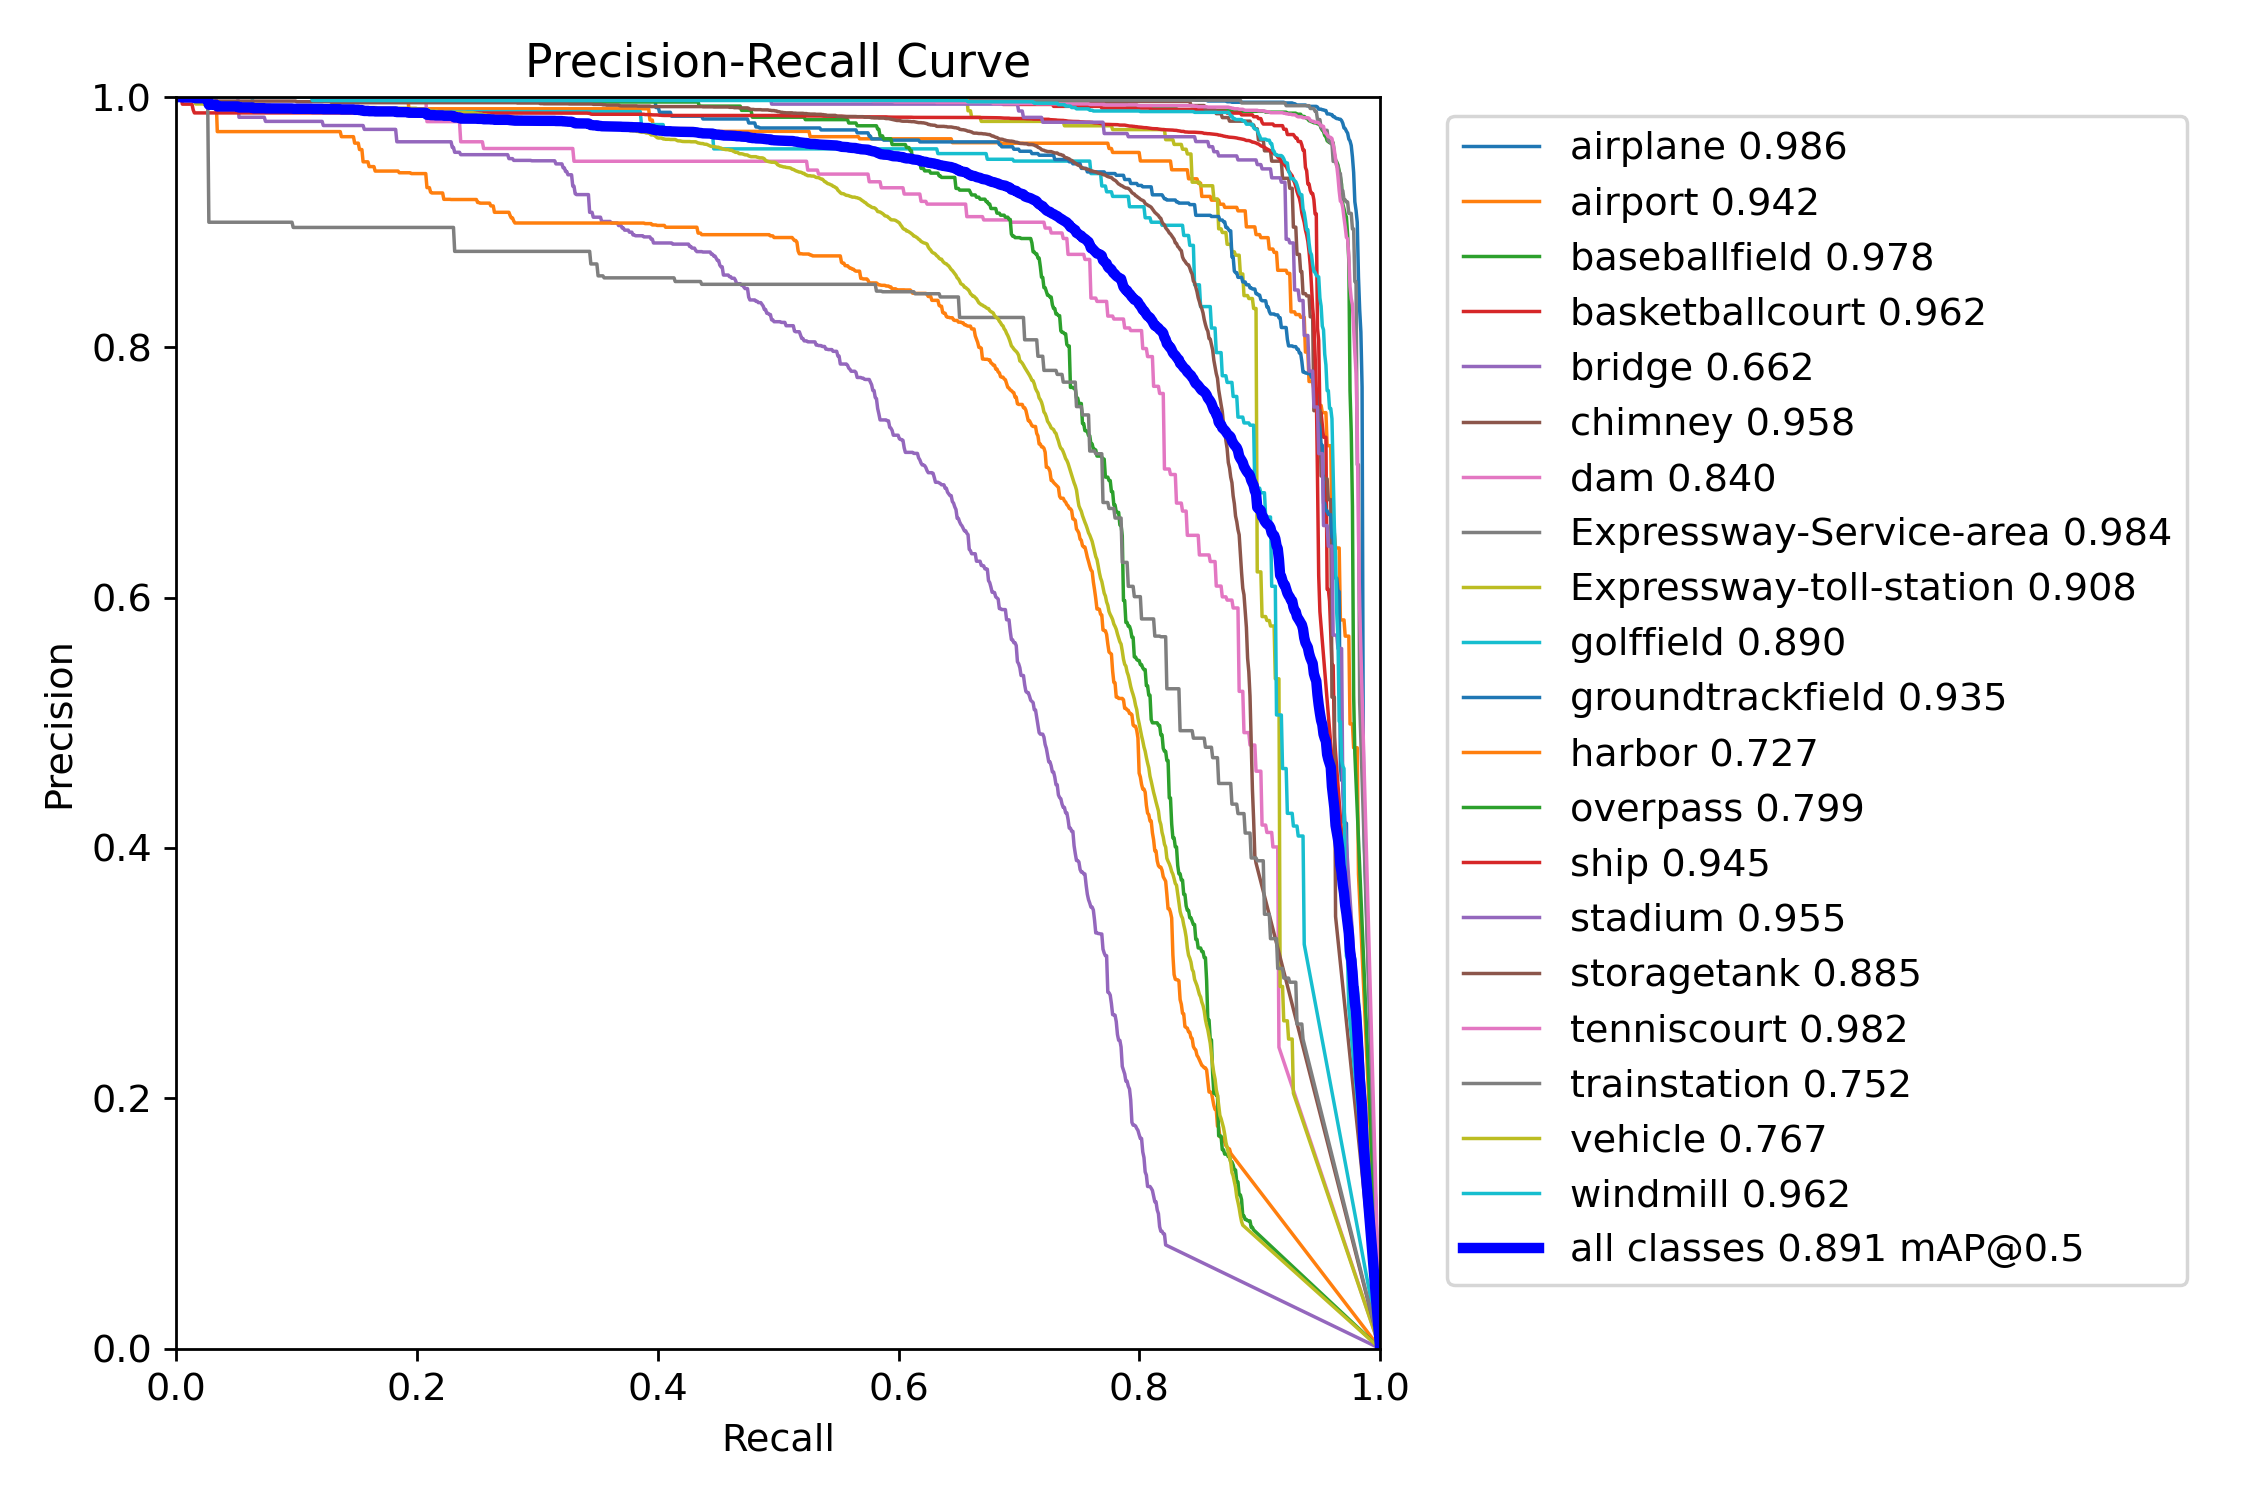 Precision-Recall Curve
1.0
0.8
0.6
0.4
0.2
0.0
Precision
0.0 0.2 0.4 0.6 0.8 1.0
Recall
airplane 0.986
airport 0.942
baseballfield 0.978
basketballcourt 0.962
bridge 0.662
chimney 0.958
dam 0.840
Expressway-Service-area 0.984
Expressway-toll-station 0.908
golffield 0.890
groundtrackfield 0.935
harbor 0.727
overpass 0.799
ship 0.945
stadium 0.955
storagetank 0.885
tenniscourt 0.982
trainstation 0.752
vehicle 0.767
windmill 0.962
all classes 0.891 mAP@0.5